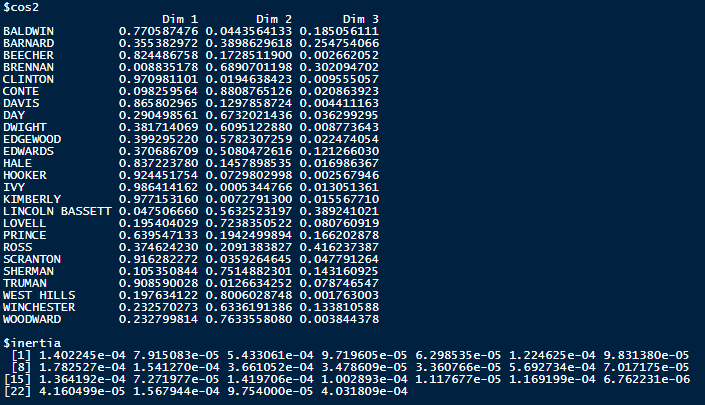 $cos2
Dim 1 Dim 2 Dim 3
BALDWIN 0.770587476 0.0443564133 0.185056111
BARNARD 0.355382972 0.3898629618 0.254754066
BEECHER 0.824486758 0.1728511900 0.002662052
BRENNAN 0.008835178 0.6890701198 0.302094702
CLINTON 0.970981101 0.0194638423 0.009555057
CONTE 0.098259564 0.8808765126 0.020863923
DAVIS 0.865802965 0.1297858724 0.004411163
DAY 0.290498561 0.6732021436 0.036299295
DWIGHT 0.381714069 0.6095122880 0.008773643
EDGEWOOD 0.399295220 0.5782307259 0.022474054
EDWARDS 0.370686709 0.5080472616 0.121266030
HALE 0.837223780 0.1457898535 0.016986367
HOOKER 0.924451754 0.0729802998 0.002567946
IVY 0.986414162 0.0005344766 0.013051361
KIMBERLY 0.977153160 0.0072791300 0.015567710
LINCOLN BASSETT 0.047506660 0.5632523197 0.389241021
LOVELL 0.195404029 0.7238350522 0.080760919
PRINCE 0.639547133 0.1942499894 0.166202878
ROSS 0.374624230 0.2091383827 0.416237387
SCRANTON 0.916282272 0.0359264645 0.047791264
SHERMAN 0.105350844 0.7514882301 0.143160925
TRUMAN 0.908590028 0.0126634252 0.078746547
WEST HILLS 0.197634122 0.8006028748 0.001763003
WINCHESTER 0.232570273 0.6336191386 0.133810588
WOODWARD 0.232799814 0.7633558080 0.003844378
$inertia
[1] 1.402245e-04 7.915083e-05 5.433061e-04 9.719605e-05 6.298535e-05 1.224625e-04 9.831380e-05
[8] 1.782527e-04 1.541270e-04 3.661052e-04 3.478609e-05 3.360766e-05 5.692734e-04 7.017175e-05
[15] 1.364192e-04 7.271977e-05 1.419706e-04 1.002893e-04 1.117677e-05 1.169199e-04 6.762231e-06
[22] 4.160499e-05 1.567944e-04 9.754000e-05 4.031809e-04